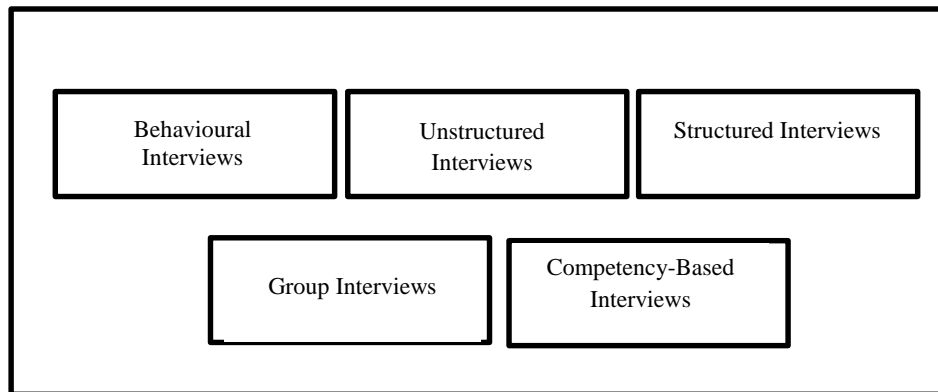 Behavioural
Interviews
Unstructured
Interviews
Structured Interviews
Group Interviews
Competency-Based
Interviews